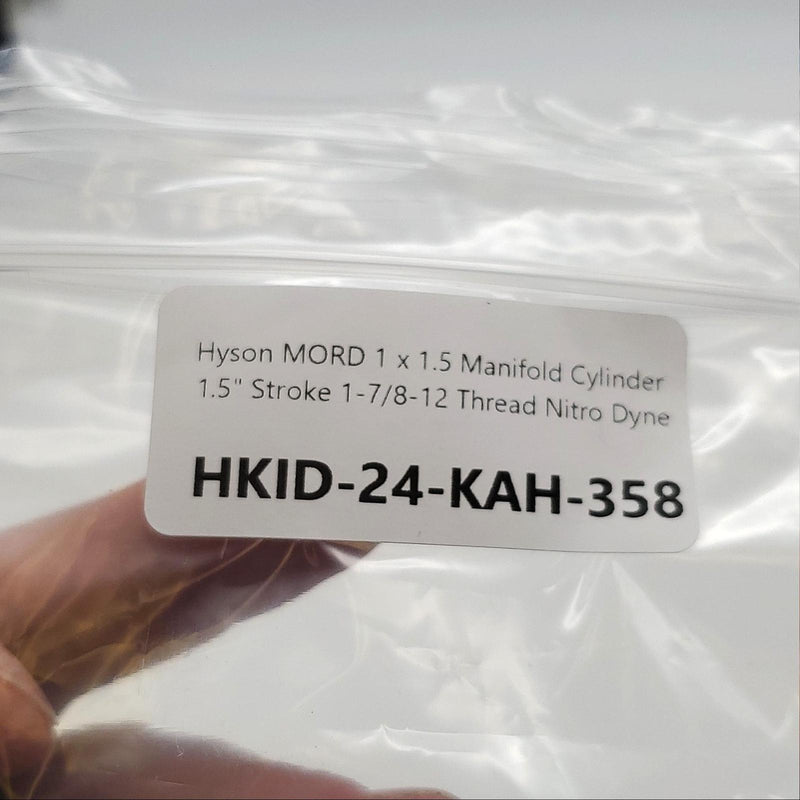 Hyson MORD 1 x 1.5 Manifold Cylinder
1.5" Stroke 1-7/8-12 Thread Nitro Dyne
HKID-24-KAH-358